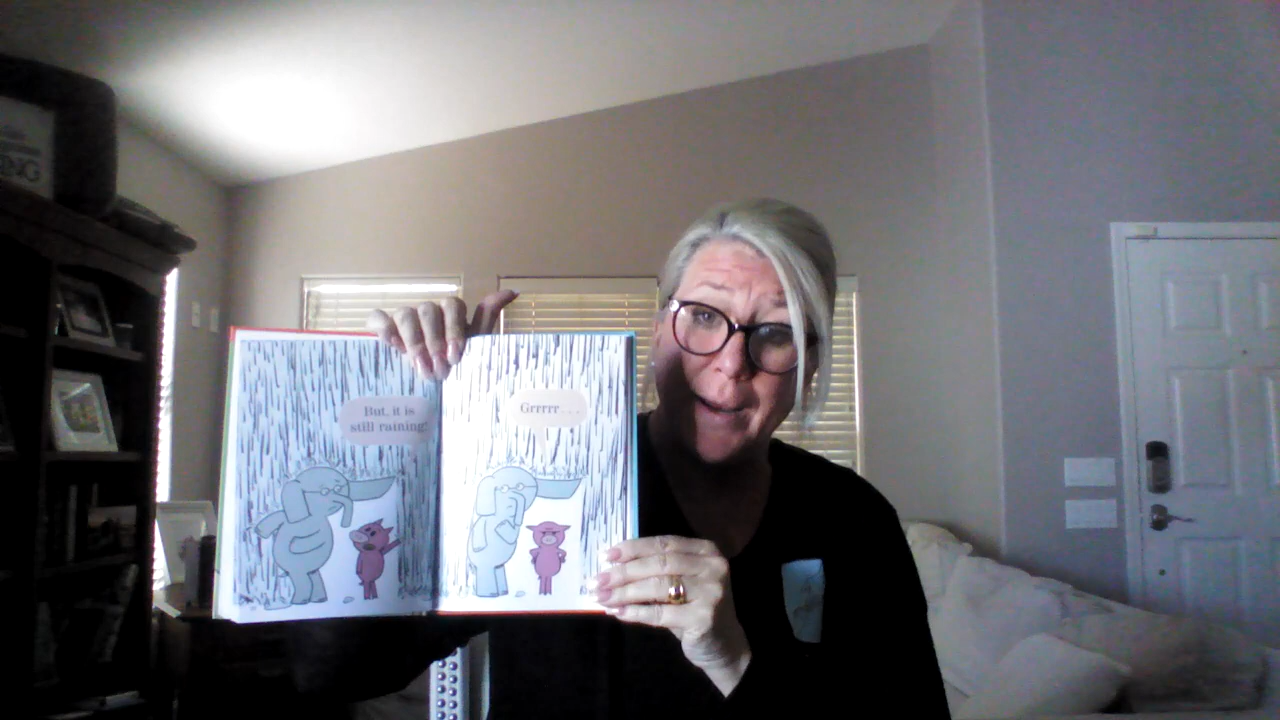 But, it is
still raining!
Grrrrr . . .